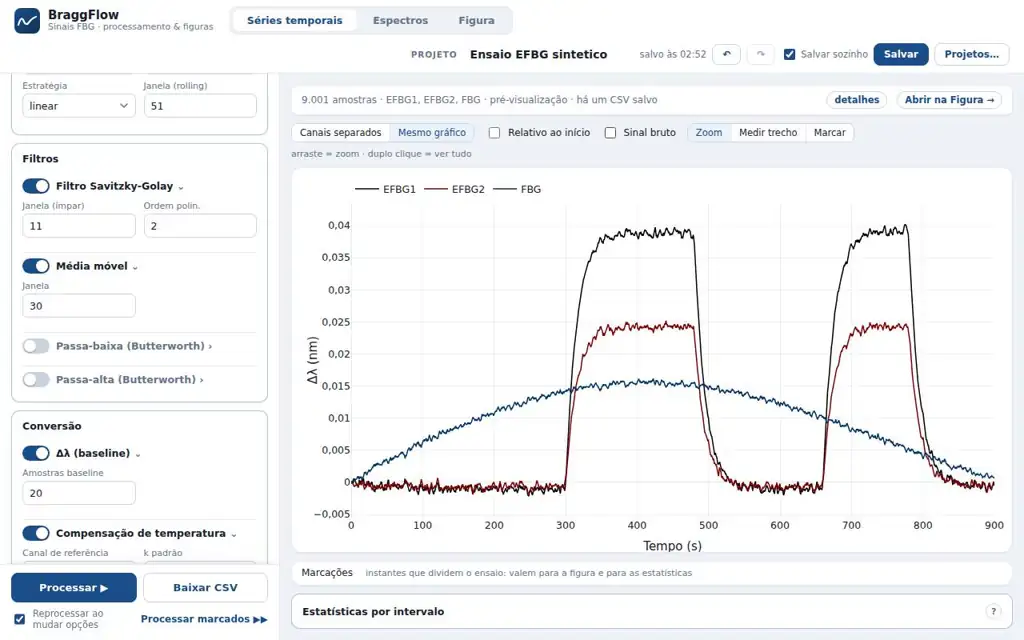 BraggFlow
Sinais FBG · processamento & figuras
Séries temporais
Espectros
Figura
PROJETO
Ensaio EFBG sintetico
salvo às 02:52
Salvar sozinho
Salvar
Projetos...
Estratégia
Janela (rolling)
linear
51
Filtros
Filtro Savitzky-Golay
Janela (ímpar)
Ordem polin.
11
2
Média móvel
Janela
30
Passa-baixa (Butterworth) ›
Passa-alta (Butterworth) ›
Conversão
Δλ (baseline)
Amostras baseline
20
Compensação de temperatura
Canal de referência
k padrão
Processar ▶
Baixar CSV
Reprocessar ao
mudar opções
Processar marcados ▶▶
9.001 amostras · EFBG1, EFBG2, FBG · pré-visualização · há um CSV salvo
detalhes
Abrir na Figura →
Canais separados
Mesmo gráfico
Relativo ao início
Sinal bruto
Zoom
Medir trecho
Marcar
arraste = zoom · duplo clique = ver tudo
EFBG1
EFBG2
FBG
Δλ (nm)
0,04
0,035
0,03
0,025
0,02
0,015
0,01
0,005
0
−0,005
0
100
200
300
400
500
600
700
800
900
Tempo (s)
Marcações
instantes que dividem o ensaio: valem para a figura e para as estatísticas
Estatísticas por intervalo
?